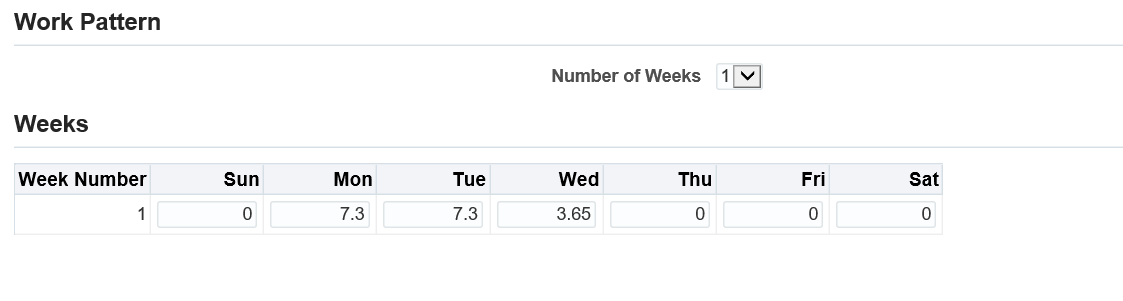 Work Pattern
Number of Weeks 1
Weeks
Week Number Sun Mon Tue Wed Thu Fri Sat
1 0 7.3 7.3 3.65 0 0 0